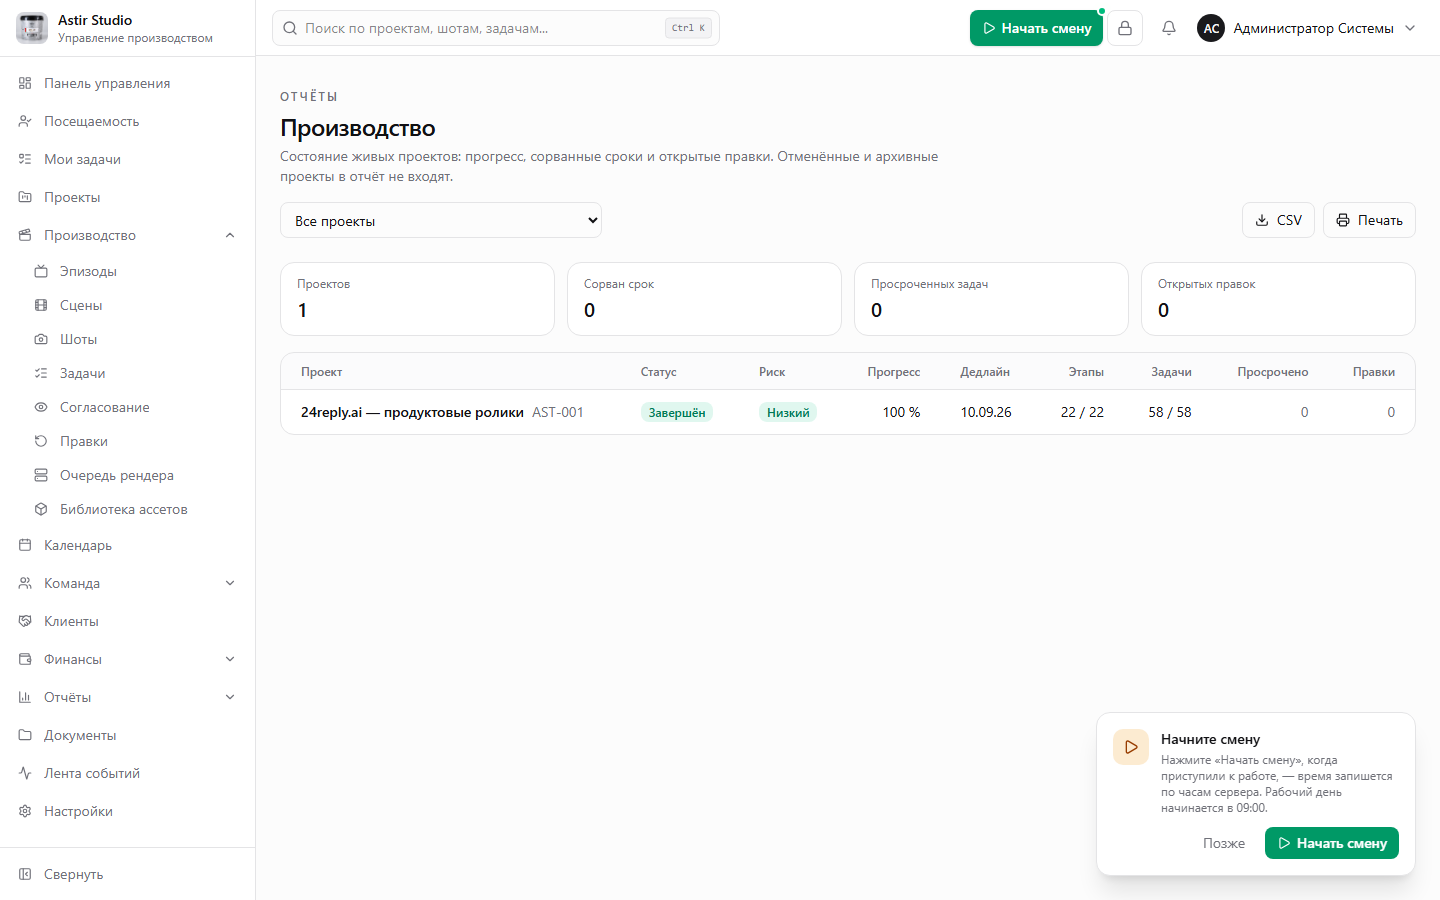 Astir Studio
Управление производством
Поиск по проектам, шотам, задачам...
Ctrl K
Начать смену
АС
Администратор Системы
Панель управления
Посещаемость
Мои задачи
Проекты
Производство
Эпизоды
Сцены
Шоты
Задачи
Согласование
Правки
Очередь рендера
Библиотека ассетов
Календарь
Команда
Клиенты
Финансы
Отчёты
Документы
Лента событий
Настройки
Свернуть
ОТЧЁТЫ
Производство
Состояние живых проектов: прогресс, сорванные сроки и открытые правки. Отменённые и архивные
проекты в отчёт не входят.
Все проекты
CSV
Печать
Проектов
1
Сорван срок
0
Просроченных задач
0
Открытых правок
0
Проект Статус Риск Прогресс Дедлайн Этапы Задачи Просрочено Правки
24reply.ai — продуктовые ролики AST-001 Завершён Низкий 100 % 10.09.26 22 / 22 58 / 58 0 0
Начните смену
Нажмите «Начать смену», когда
приступили к работе, — время запишется
по часам сервера. Рабочий день
начинается в 09:00.
Позже
Начать смену